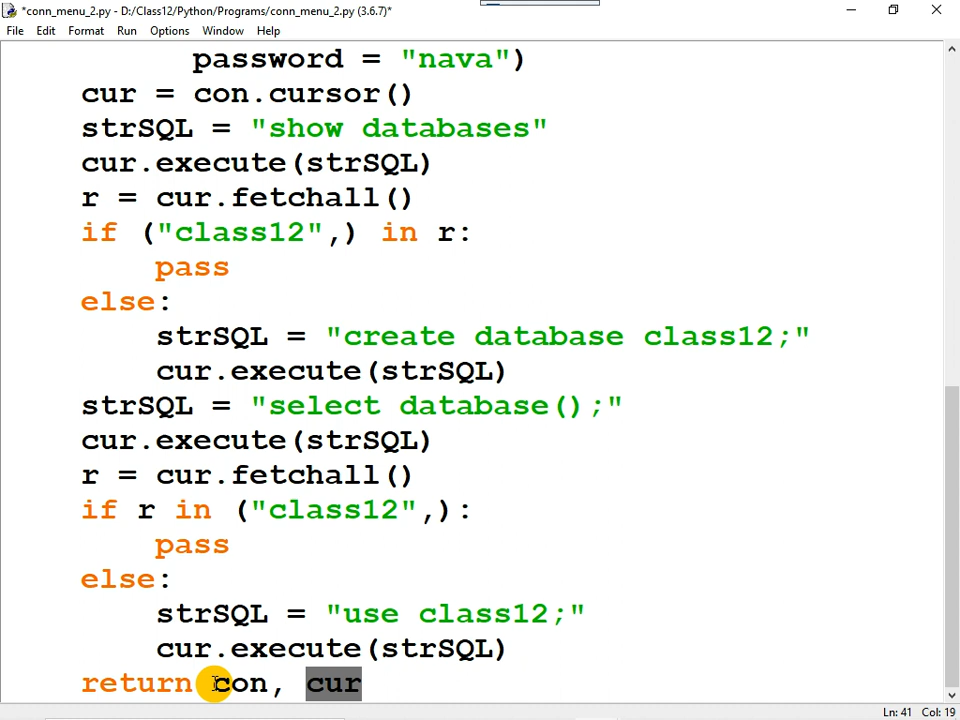 *conn_menu_2.py - D:/Class12/Python/Programs/conn_menu_2.py (3.6.7)*
File Edit Format Run Options Window Help
password = "nava")
cur = con.cursor()
strSQL = "show databases"
cur.execute(strSQL)
r = cur.fetchall()
if ("class12",) in r:
pass
else:
strSQL = "create database class12;"
cur.execute(strSQL)
strSQL = "select database();"
cur.execute(strSQL)
r = cur.fetchall()
if r in ("class12",):
pass
else:
strSQL = "use class12;"
cur.execute(strSQL)
return con, cur
Ln: 41 Col: 19